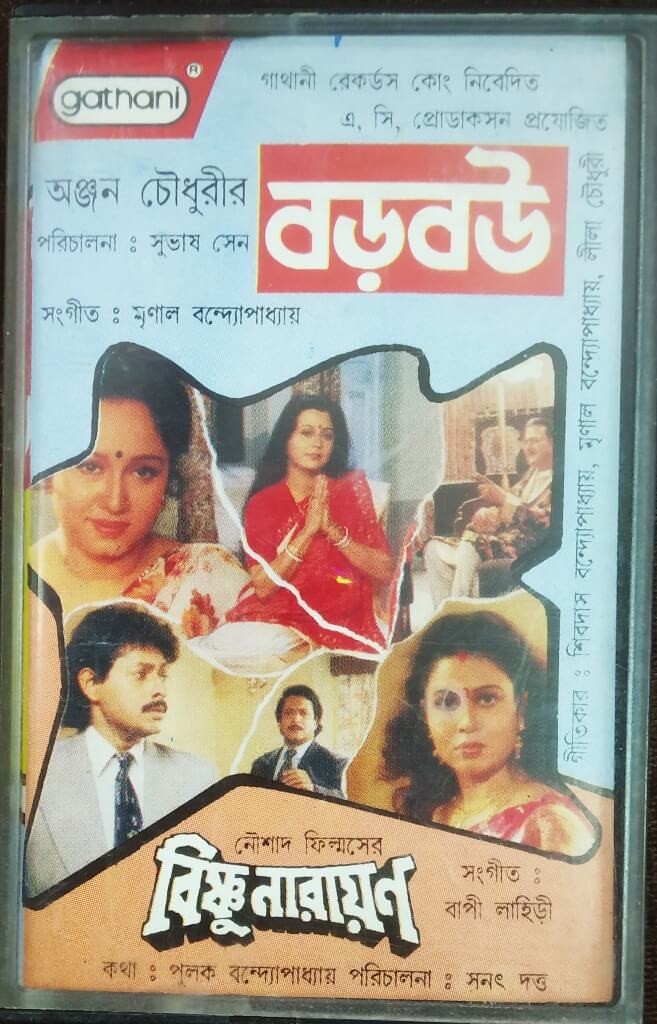 gathani®
গাথানী রেকর্ডস কোং নিবেদিত
এ, সি, প্রোডাকসন প্রযোজিত
অঞ্জন চৌধুরীর
বড়বউ
পরিচালনা : সুভাষ সেন
সংগীত : মৃণাল বন্দ্যোপাধ্যায়
গীতিকার : শিবদাস বন্দ্যোপাধ্যায়, মৃণাল বন্দ্যোপাধ্যায়, লীলা চৌধুরী
নৌশাদ ফিল্মসের
বিষ্ণু নারায়ণ
সংগীত :
বাপী লাহিড়ী
কথা : পুলক বন্দ্যোপাধ্যায় পরিচালনা : সনৎ দত্ত